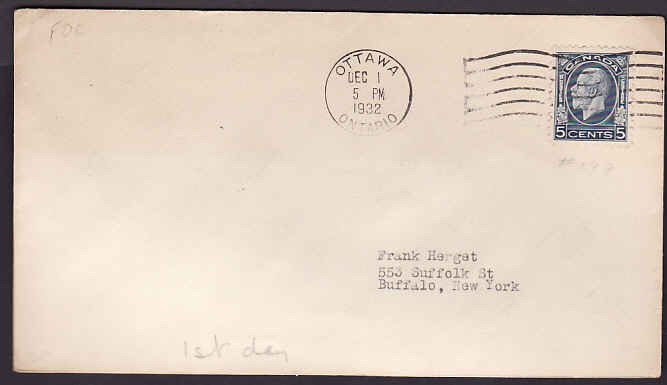 FDC
OTTAWA
DEC 1
5 PM
1932
ONTARIO
CANADA
5 CENTS 5
Frank Herget
553 Suffolk St
Buffalo, New York
1st day